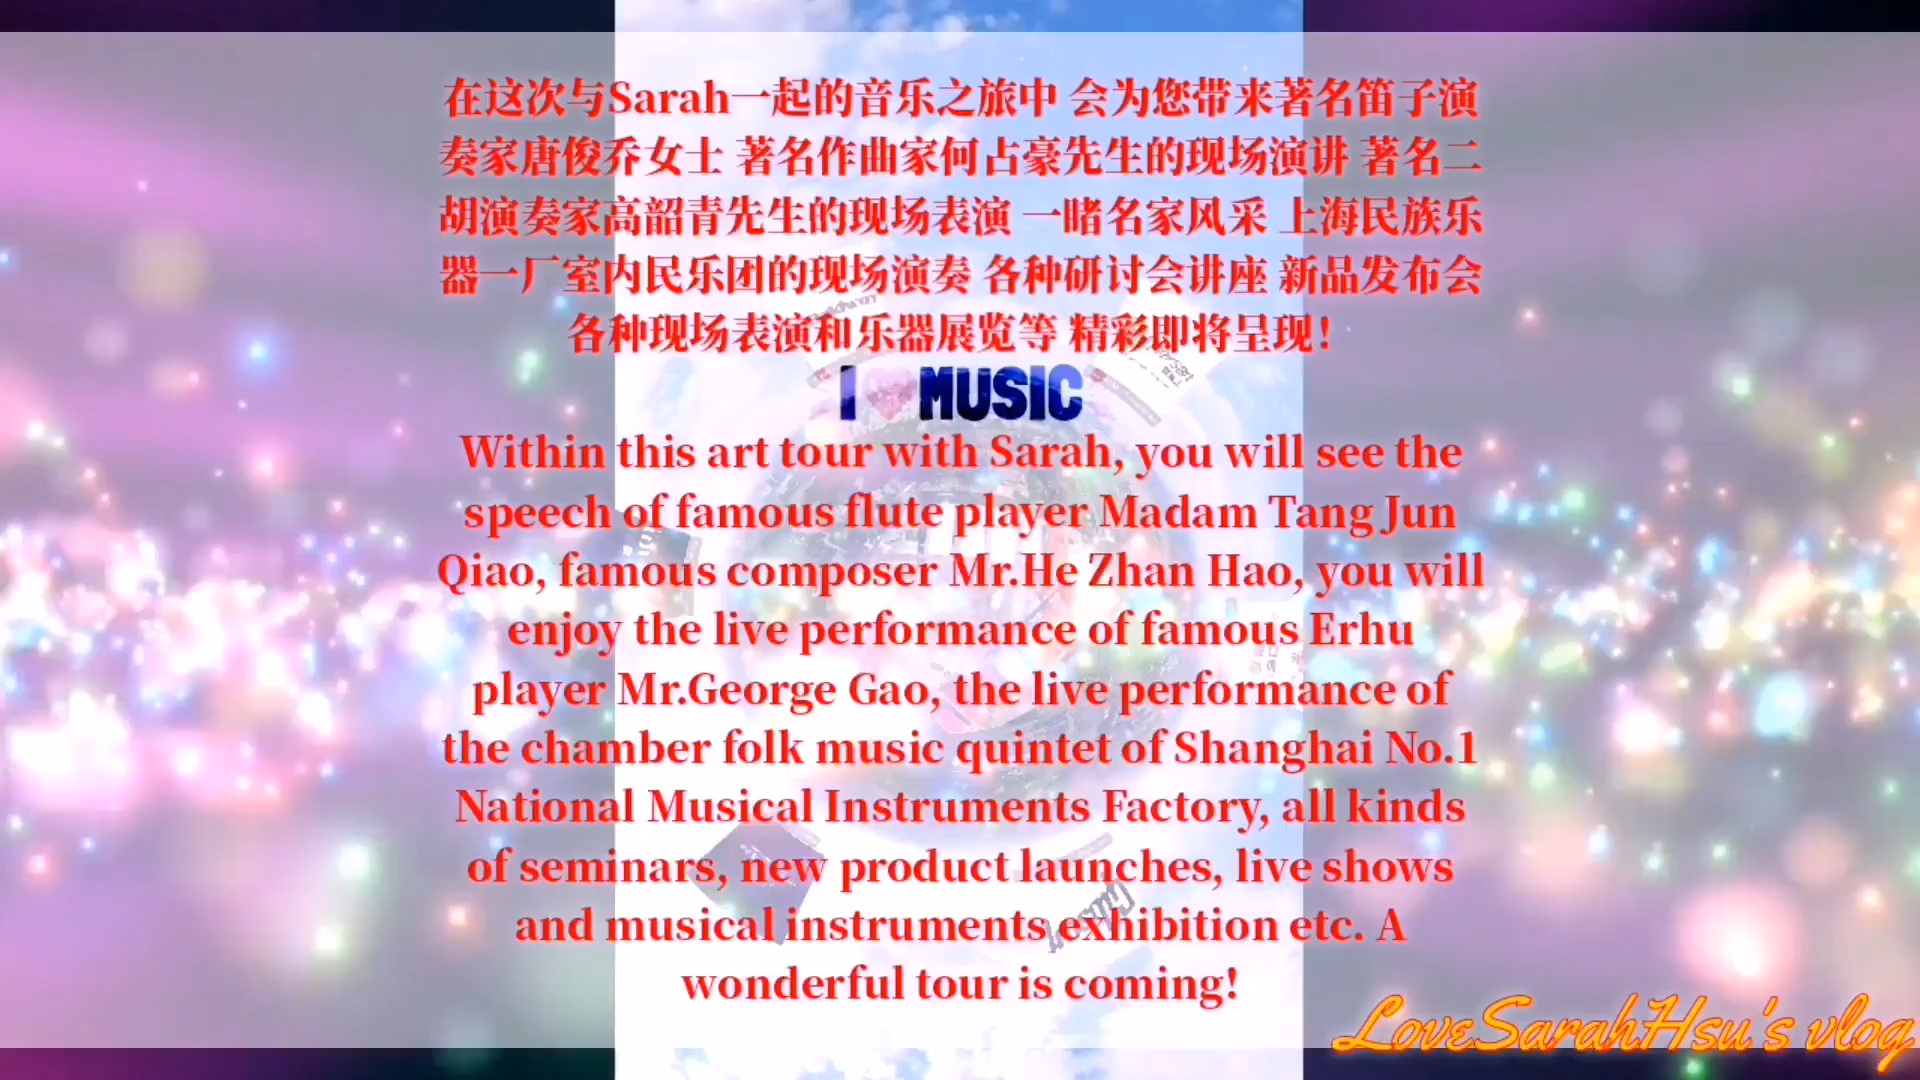 在这次与Sarah一起的音乐之旅中 会为您带来著名笛子演
奏家唐俊乔女士 著名作曲家何占豪先生的现场演讲 著名二
胡演奏家高韶青先生的现场表演 一睹名家风采 上海民族乐
器一厂室内民乐团的现场演奏 各种研讨会讲座 新品发布会
各种现场表演和乐器展览等 精彩即将呈现！
I MUSIC
Within this art tour with Sarah, you will see the
speech of famous flute player Madam Tang Jun
Qiao, famous composer Mr.He Zhan Hao, you will
enjoy the live performance of famous Erhu
player Mr.George Gao, the live performance of
the chamber folk music quintet of Shanghai No.1
National Musical Instruments Factory, all kinds
of seminars, new product launches, live shows
and musical instruments exhibition etc. A
wonderful tour is coming!
Gibson
LoveSarahHsu's vlog